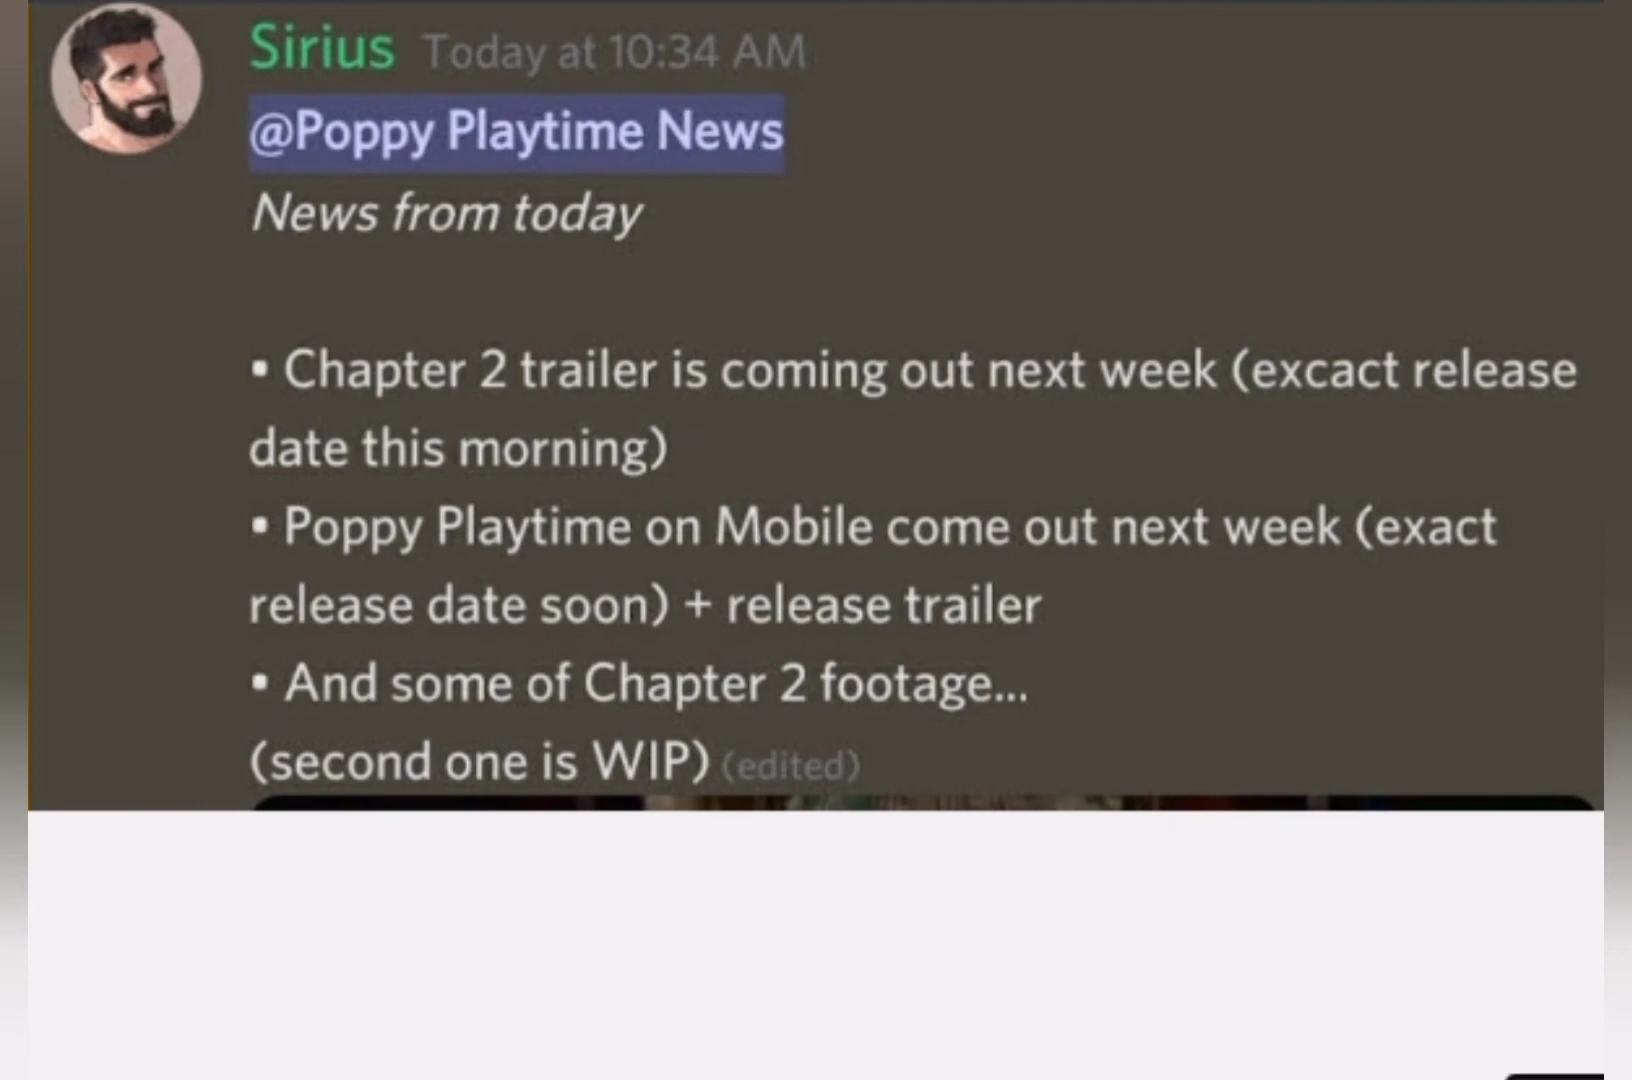 Sirius Today at 10:34 AM
@Poppy Playtime News
News from today
▪ Chapter 2 trailer is coming out next week (excact release
date this morning)
▪ Poppy Playtime on Mobile come out next week (exact
release date soon) + release trailer
▪ And some of Chapter 2 footage...
(second one is WIP) (edited)